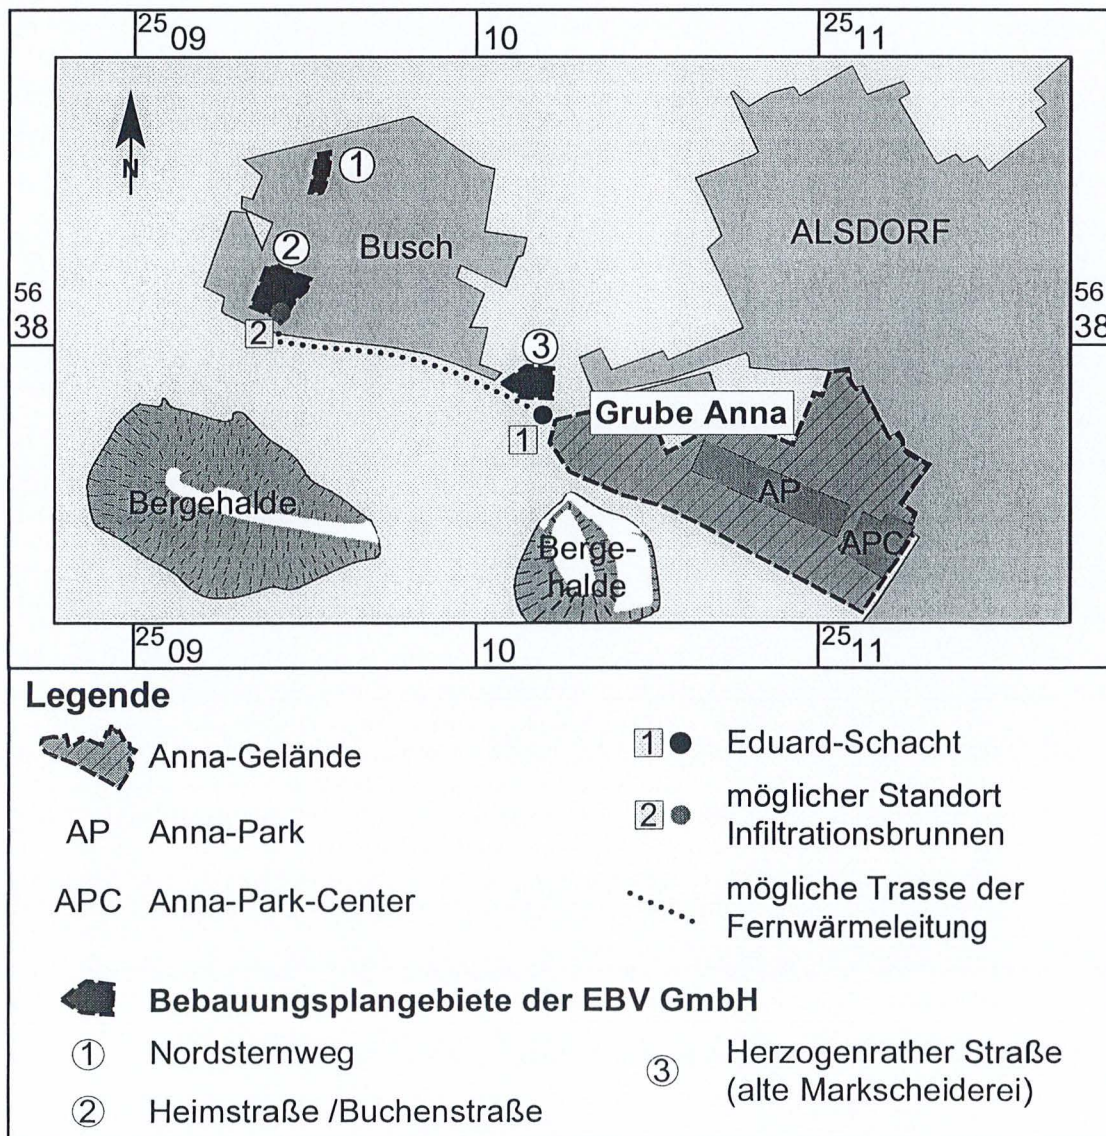 25 09
10
25 11
N
1
2
Busch
ALSDORF
56
38
56
38
2
3
Grube Anna
1
Bergehalde
AP
APC
Berge-
halde
25 09
10
25 11
Legende
Anna-Gelände
1 Eduard-Schacht
2 möglicher Standort
Infiltrationsbrunnen
AP Anna-Park
APC Anna-Park-Center
mögliche Trasse der
Fernwärmeleitung
Bebauungsplangebiete der EBV GmbH
1 Nordsternweg
2 Heimstraße /Buchenstraße
3 Herzogenrather Straße
(alte Markscheiderei)